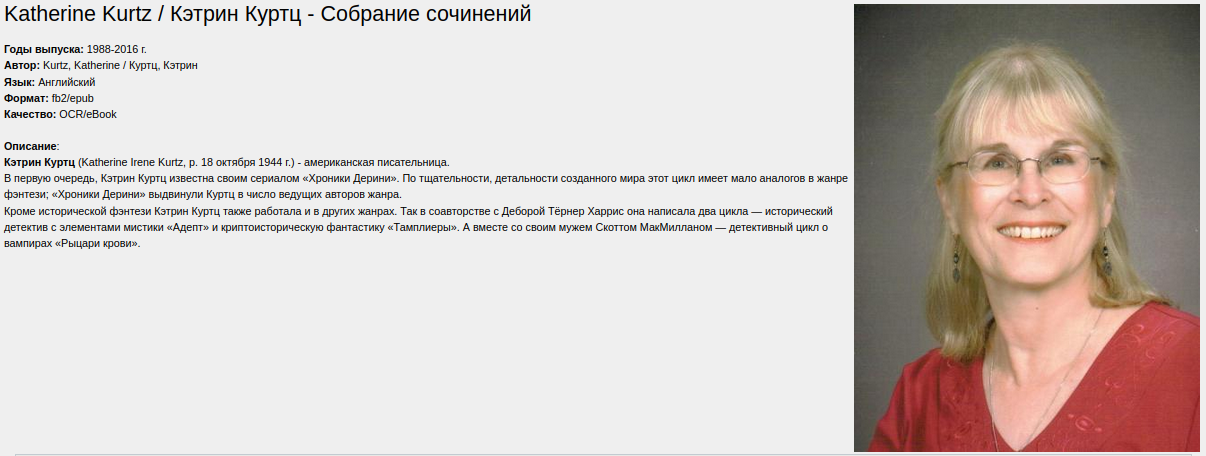 Katherine Kurtz / Кэтрин Куртц - Собрание сочинений
Годы выпуска: 1988-2016 г.
Автор: Kurtz, Katherine / Куртц, Кэтрин
Язык: Английский
Формат: fb2/epub
Качество: OCR/eBook
Описание:
Кэтрин Куртц (Katherine Irene Kurtz, р. 18 октября 1944 г.) - американская писательница.
В первую очередь, Кэтрин Куртц известна своим сериалом «Хроники Дерини». По тщательности, детальности созданного мира этот цикл имеет мало аналогов в жанре
фэнтези; «Хроники Дерини» выдвинули Куртц в число ведущих авторов жанра.
Кроме исторической фэнтези Кэтрин Куртц также работала и в других жанрах. Так в соавторстве с Деборой Тёрнер Харрис она написала два цикла — исторический
детектив с элементами мистики «Адепт» и криптоисторическую фантастику «Тамплиеры». А вместе со своим мужем Скоттом МакМилланом — детективный цикл о
вампирах «Рыцари крови».